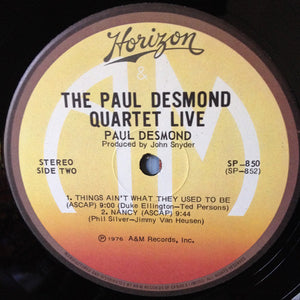 Horizon
&
THE PAUL DESMOND
QUARTET LIVE
PAUL DESMOND
Produced by John Snyder
STEREO
SIDE TWO
SP-850
(SP-852)
1. THINGS AIN'T WHAT THEY USED TO BE
(ASCAP) 9:00 (Duke Ellington-Ted Persons)
2. NANCY (ASCAP) 9:44
(Phil Silver-Jimmy Van Heusen)
℗1976 A&M Records, Inc.